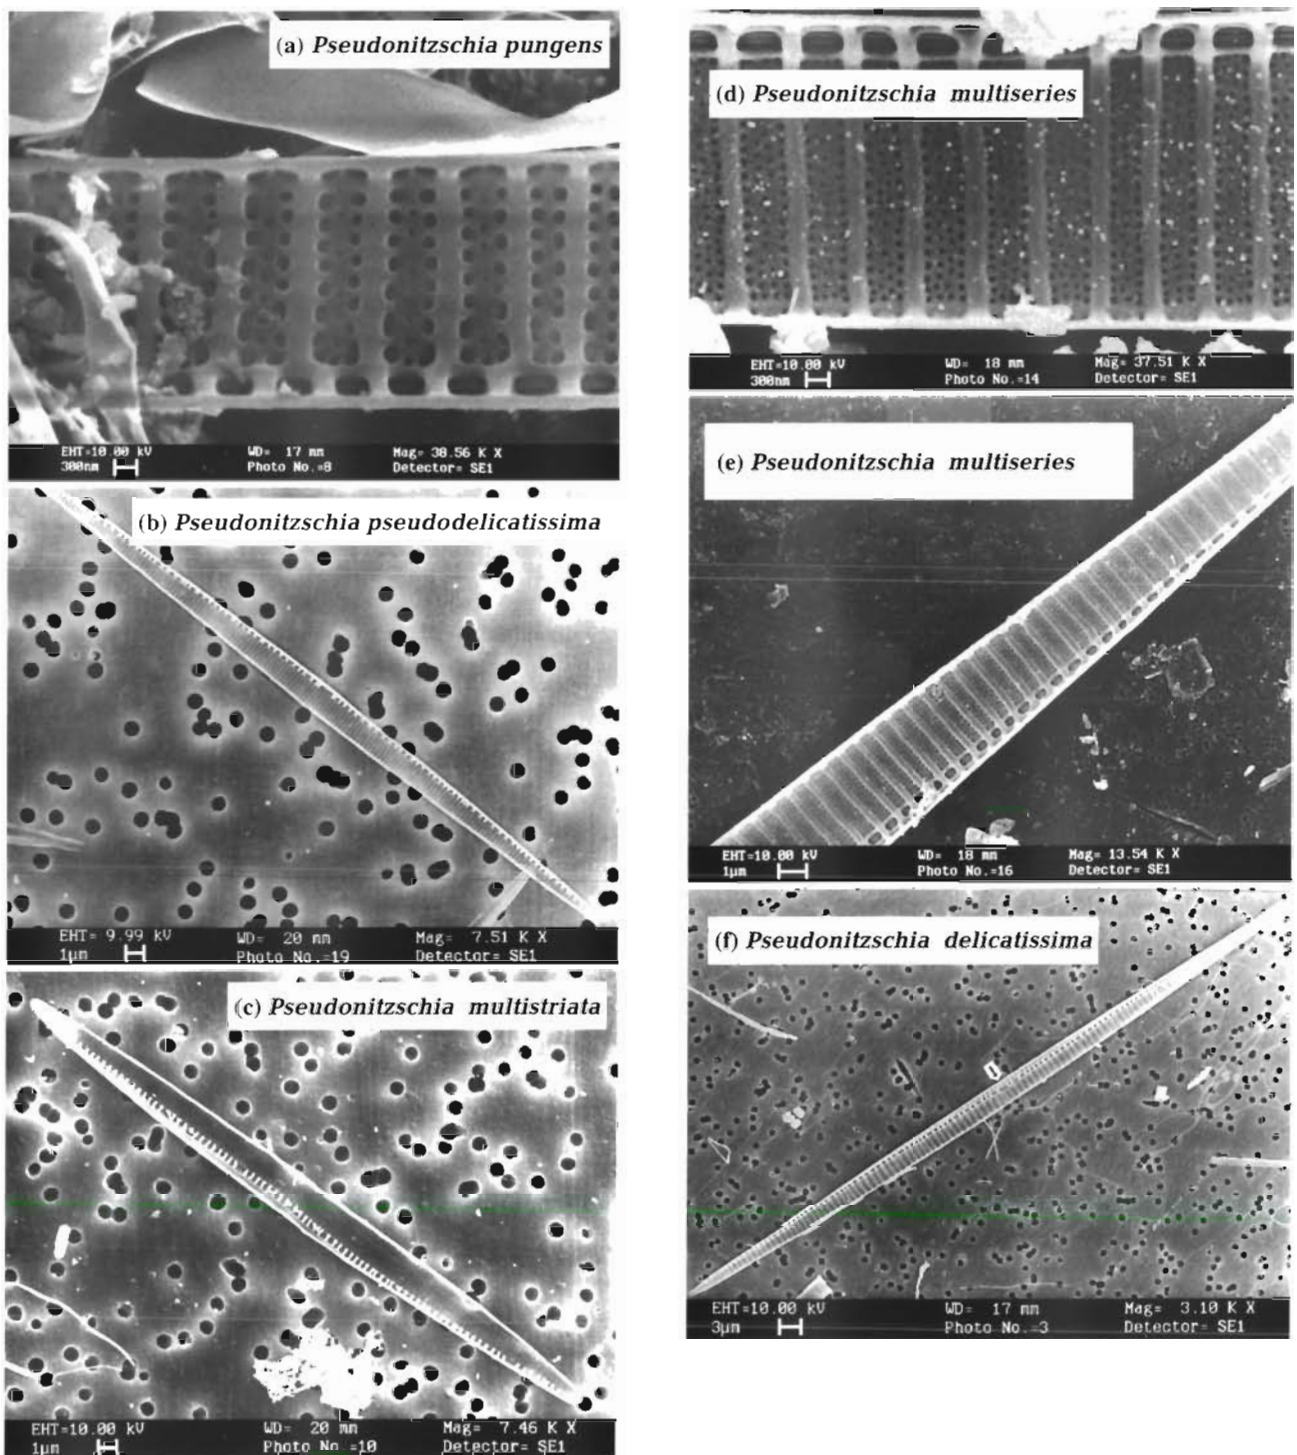 (a) Pseudonitzschia pungens
EHT=10.00 kV WD= 17 mm Mag= 38.56 K X
300nm Photo No.=8 Detector= SE1
(b) Pseudonitzschia pseudodelicatissima
EHT= 9.99 kV WD= 20 mm Mag= 7.51 K X
1µm Photo No.=19 Detector= SE1
(c) Pseudonitzschia multistriata
EHT=10.00 kV WD= 20 mm Mag= 7.46 K X
1µm Photo No.=10 Detector= SE1
(d) Pseudonitzschia multiseries
EHT=10.00 kV WD= 18 mm Mag= 37.51 K X
300nm Photo No.=14 Detector= SE1
(e) Pseudonitzschia multiseries
EHT=10.00 kV WD= 18 mm Mag= 13.54 K X
1µm Photo No.=16 Detector= SE1
(f) Pseudonitzschia delicatissima
EHT=10.00 kV WD= 17 mm Mag= 3.10 K X
3µm Photo No.=3 Detector= SE1